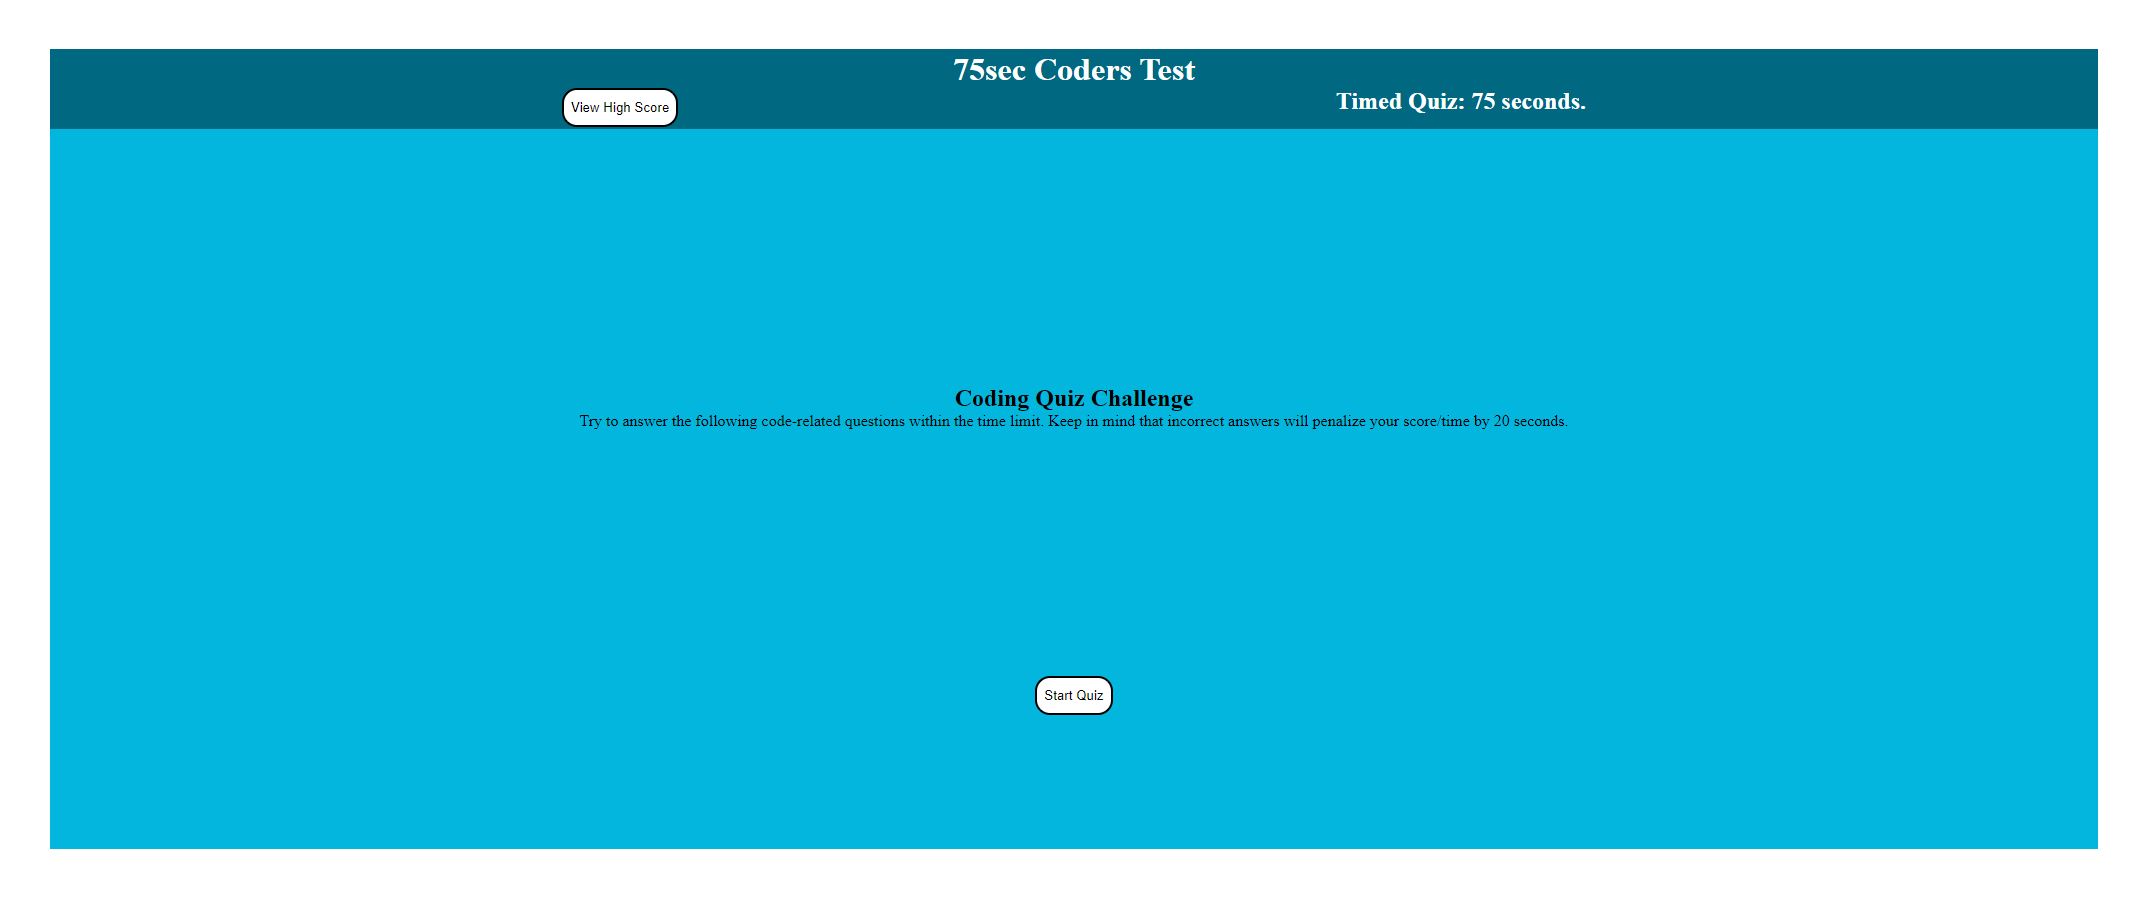 75sec Coders Test
View High Score
Timed Quiz: 75 seconds.
Coding Quiz Challenge
Try to answer the following code-related questions within the time limit. Keep in mind that incorrect answers will penalize your score/time by 20 seconds.
Start Quiz